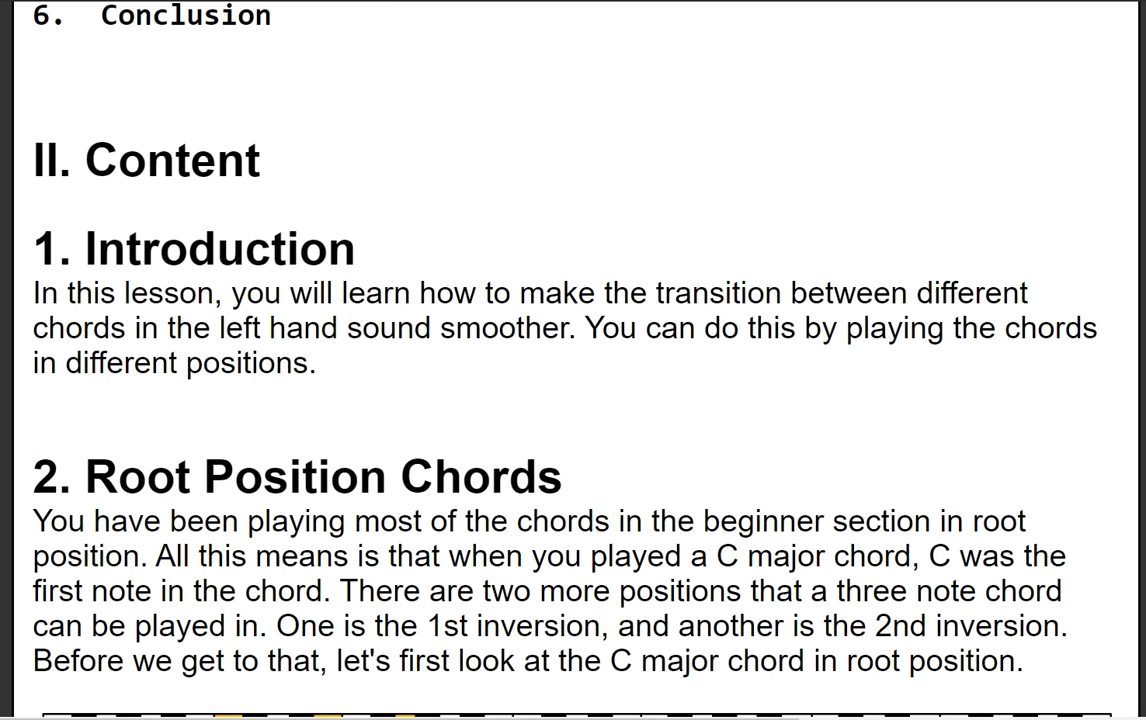 6. Conclusion
II. Content
1. Introduction
In this lesson, you will learn how to make the transition between different
chords in the left hand sound smoother. You can do this by playing the chords
in different positions.
2. Root Position Chords
You have been playing most of the chords in the beginner section in root
position. All this means is that when you played a C major chord, C was the
first note in the chord. There are two more positions that a three note chord
can be played in. One is the 1st inversion, and another is the 2nd inversion.
Before we get to that, let's first look at the C major chord in root position.